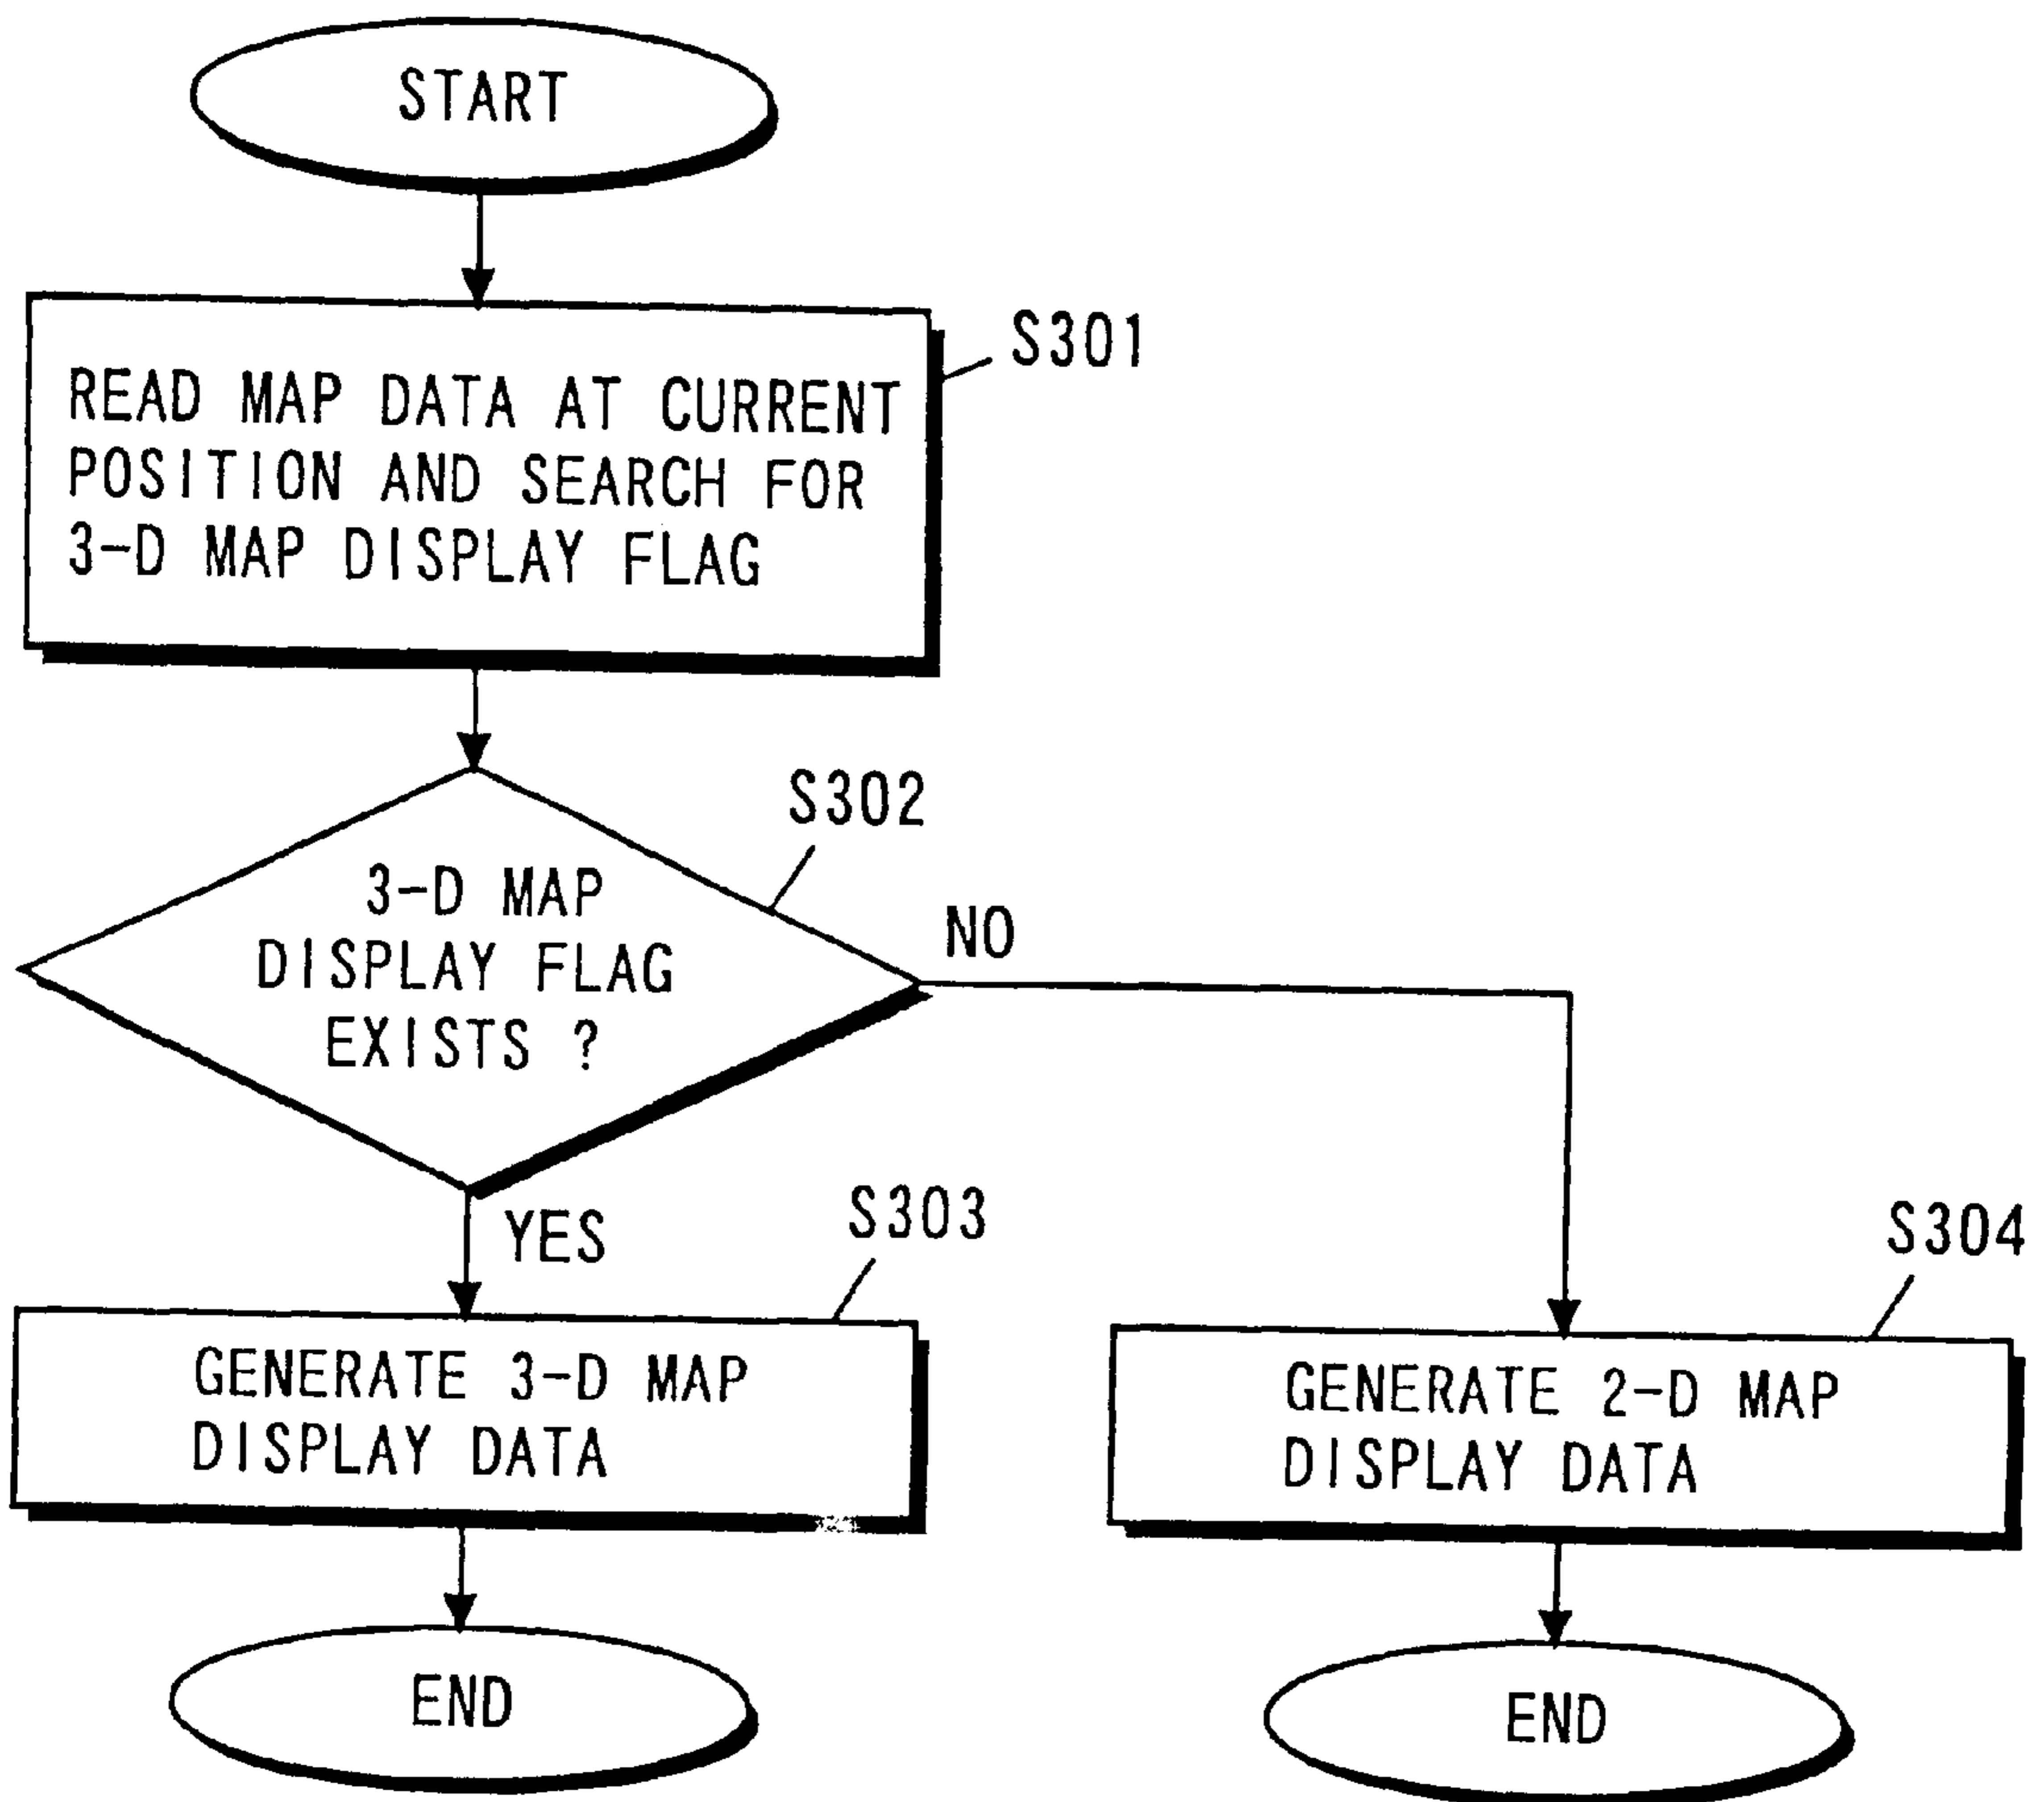 START
S301
READ MAP DATA AT CURRENT
POSITION AND SEARCH FOR
3-D MAP DISPLAY FLAG
S302
3-D MAP
DISPLAY FLAG
EXISTS ?
NO
YES
S303
GENERATE 3-D MAP
DISPLAY DATA
S304
GENERATE 2-D MAP
DISPLAY DATA
END
END